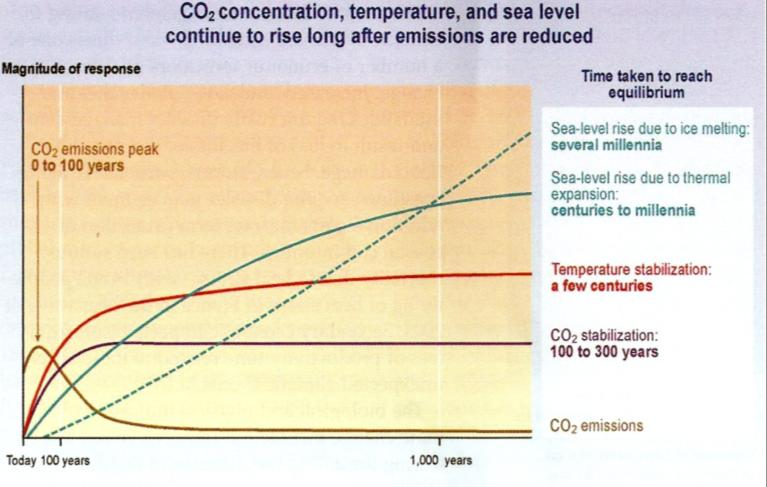 CO₂ concentration, temperature, and sea level
continue to rise long after emissions are reduced
Magnitude of response
Time taken to reach
equilibrium
CO₂ emissions peak
0 to 100 years
Sea-level rise due to ice melting:
several millennia
Sea-level rise due to thermal
expansion:
centuries to millennia
Temperature stabilization:
a few centuries
CO₂ stabilization:
100 to 300 years
CO₂ emissions
Today 100 years
1,000 years